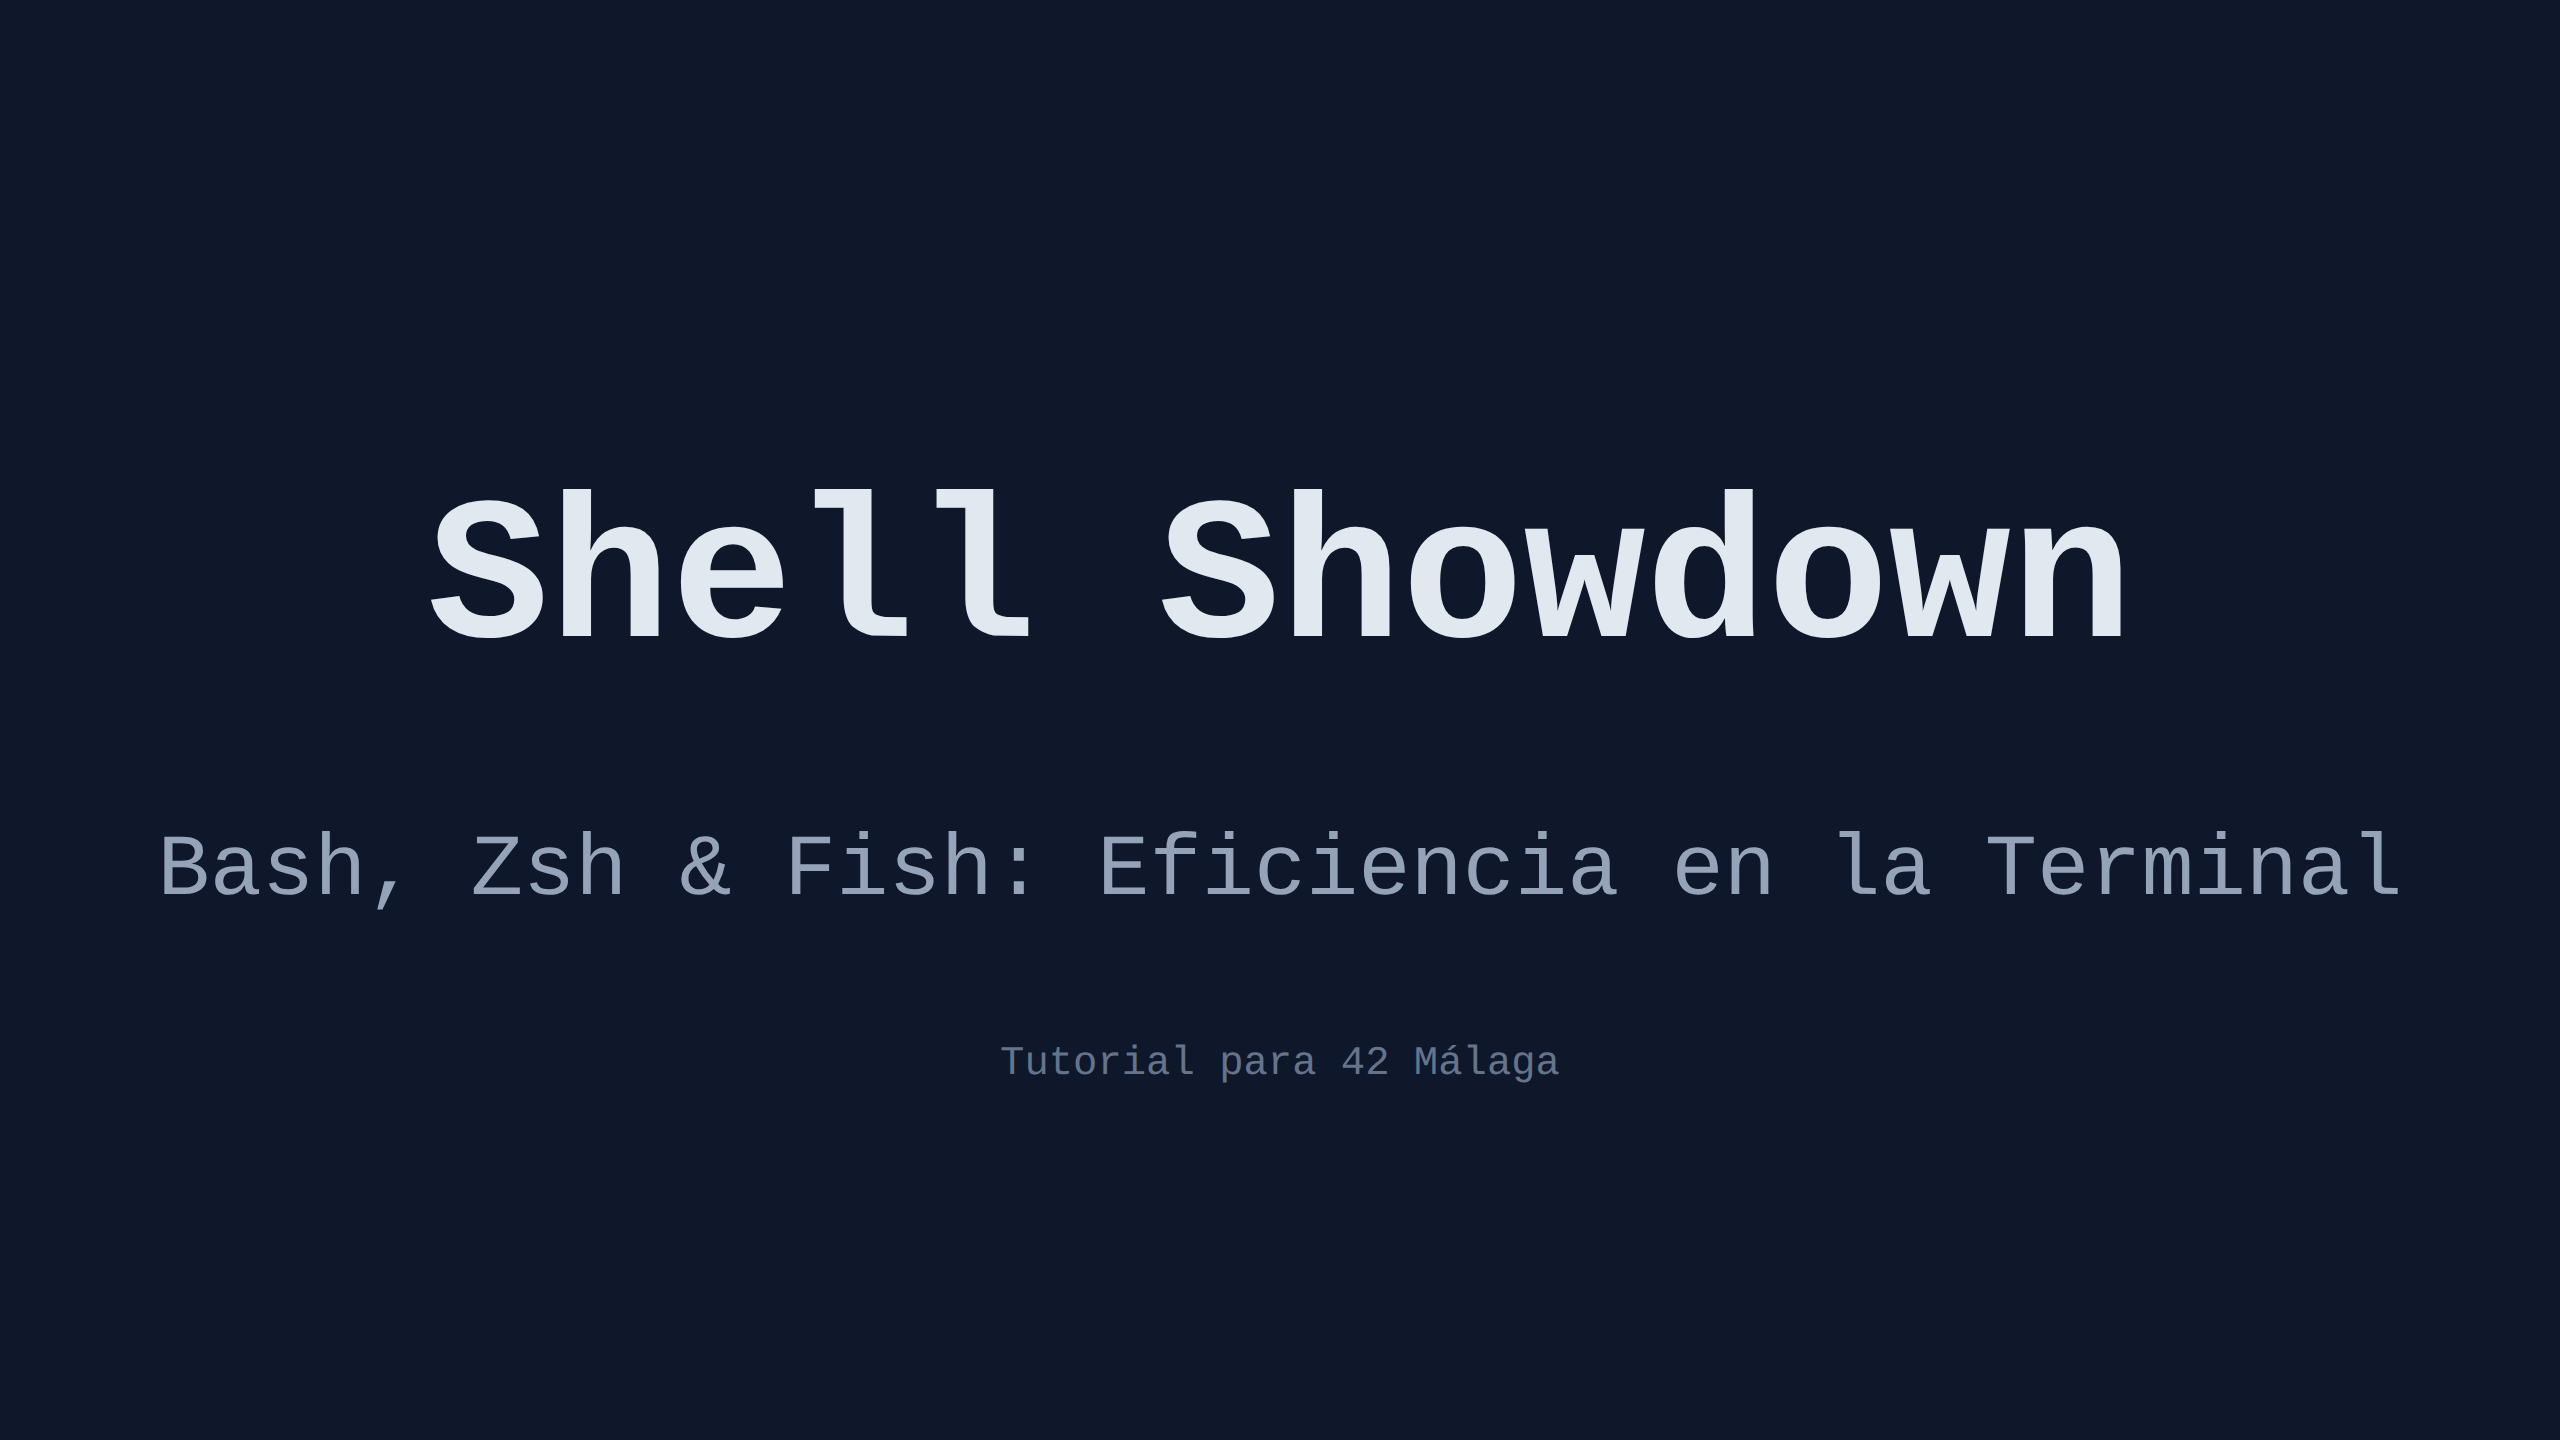 Shell Showdown
Bash, Zsh & Fish: Eficiencia en la Terminal
Tutorial para 42 Málaga